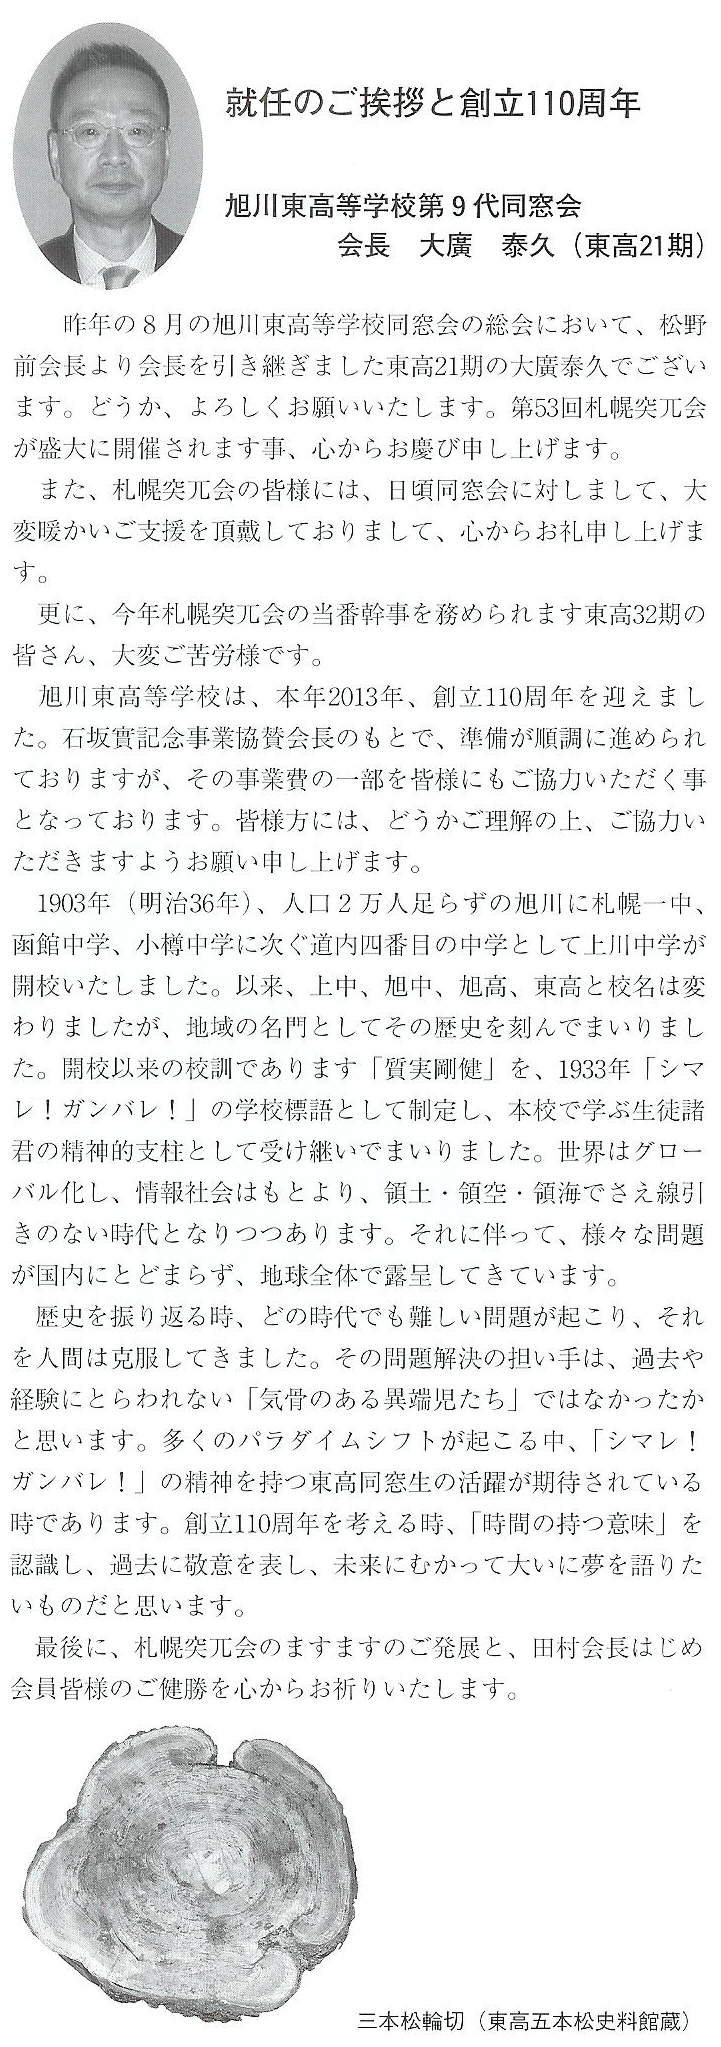 就任のご挨拶と創立110周年
旭川東高等学校第９代同窓会
会長　大廣　泰久（東高21期）
昨年の８月の旭川東高等学校同窓会の総会において、松野
前会長より会長を引き継ぎました東高21期の大廣泰久でござい
ます。どうか、よろしくお願いいたします。第53回札幌突兀会
が盛大に開催されます事、心からお慶び申し上げます。
また、札幌突兀会の皆様には、日頃同窓会に対しまして、大
変暖かいご支援を頂戴しておりまして、心からお礼申し上げま
す。
更に、今年札幌突兀会の当番幹事を務められます東高32期の
皆さん、大変ご苦労様です。
旭川東高等学校は、本年2013年、創立110周年を迎えまし
た。石坂實記念事業協賛会長のもとで、準備が順調に進められ
ておりますが、その事業費の一部を皆様にもご協力いただく事
となっております。皆様方には、どうかご理解の上、ご協力い
ただきますようお願い申し上げます。
1903年（明治36年）、人口２万人足らずの旭川に札幌一中、
函館中学、小樽中学に次ぐ道内四番目の中学として上川中学が
開校いたしました。以来、上中、旭中、旭高、東高と校名は変
わりましたが、地域の名門としてその歴史を刻んでまいりまし
た。開校以来の校訓であります「質実剛健」を、1933年「シマ
レ！ガンバレ！」の学校標語として制定し、本校で学ぶ生徒諸
君の精神的支柱として受け継いでまいりました。世界はグロー
バル化し、情報社会はもとより、領土・領空・領海でさえ線引
きのない時代となりつつあります。それに伴って、様々な問題
が国内にとどまらず、地球全体で露呈してきています。
歴史を振り返る時、どの時代でも難しい問題が起こり、それ
を人間は克服してきました。その問題解決の担い手は、過去や
経験にとらわれない「気骨のある異端児たち」ではなかったか
と思います。多くのパラダイムシフトが起こる中、「シマレ！
ガンバレ！」の精神を持つ東高同窓生の活躍が期待されている
時であります。創立110周年を考える時、「時間の持つ意味」を
認識し、過去に敬意を表し、未来にむかって大いに夢を語りた
いものだと思います。
最後に、札幌突兀会のますますのご発展と、田村会長はじめ
会員皆様のご健勝を心からお祈りいたします。
三本松輪切（東高五本松史料館蔵）